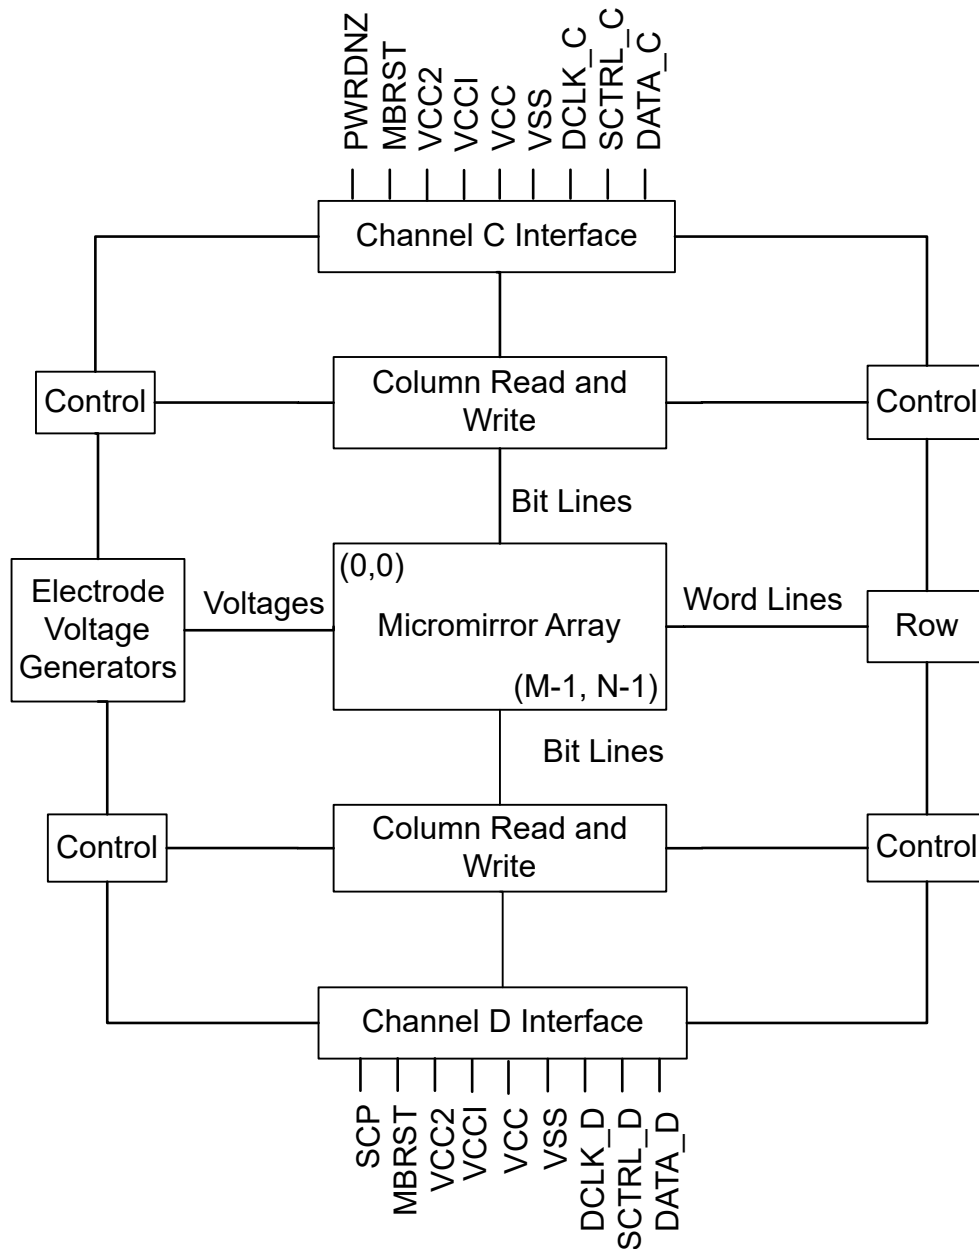 PWRDNZ
MBRST
VCC2
VCCI
VCC
VSS
DCLK_C
SCTRL_C
DATA_C
Channel C Interface
Control
Column Read and
Write
Control
Bit Lines
Electrode
Voltage
Generators
Voltages
(0,0)
Micromirror Array
(M-1, N-1)
Word Lines
Row
Bit Lines
Control
Column Read and
Write
Control
Channel D Interface
SCP
MBRST
VCC2
VCCI
VCC
VSS
DCLK_D
SCTRL_D
DATA_D